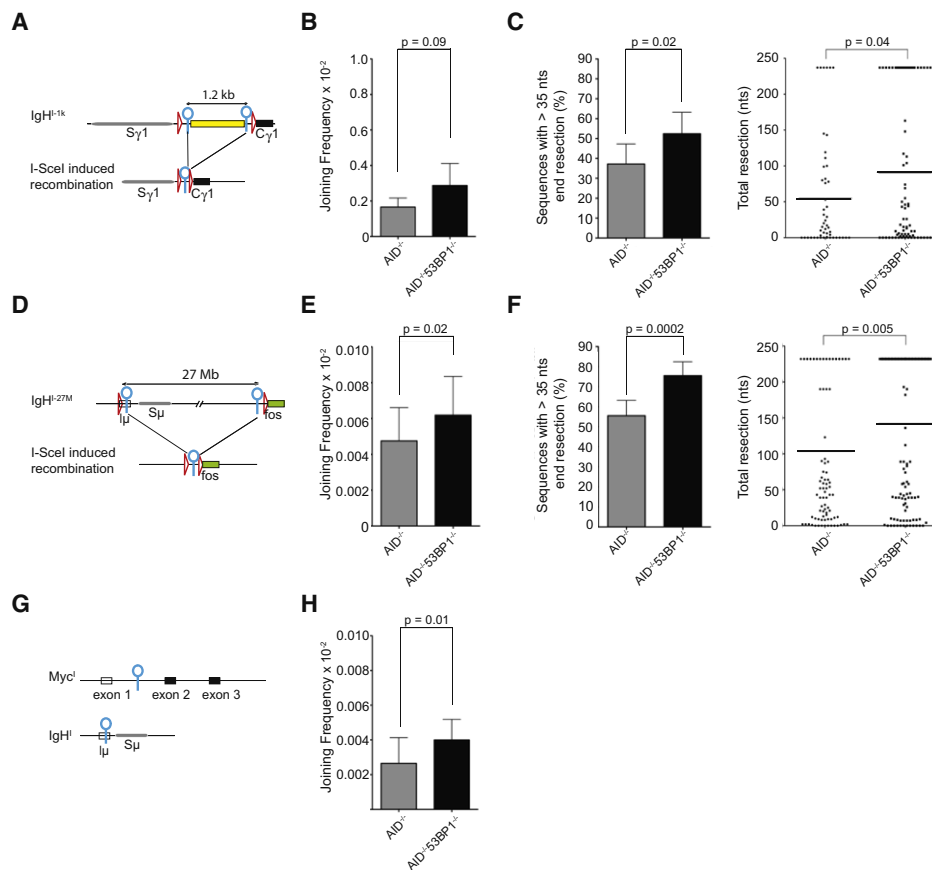 A
1.2 kb
IgH^I-1k
Sγ1
Cγ1
I-SceI induced
recombination
Sγ1
Cγ1
B
p = 0.09
Joining Frequency x 10^-2
1.0
0.8
0.6
0.4
0.2
0
AID^-/-
AID^-/-53BP1^-/-
C
p = 0.02
Sequences with > 35 nts
end resection (%)
90
80
70
60
50
40
30
20
10
0
AID^-/-
AID^-/-53BP1^-/-
p = 0.04
Total resection (nts)
250
200
150
100
50
0
AID^-/-
AID^-/-53BP1^-/-
D
27 Mb
IgH^I-27M
Iµ
Sµ
fos
I-SceI induced
recombination
fos
E
p = 0.02
Joining Frequency x 10^-2
0.010
0.008
0.006
0.004
0.002
0
AID^-/-
AID^-/-53BP1^-/-
F
p = 0.0002
Sequences with > 35 nts
end resection (%)
90
80
70
60
50
40
30
20
10
0
AID^-/-
AID^-/-53BP1^-/-
p = 0.005
Total resection (nts)
250
200
150
100
50
0
AID^-/-
AID^-/-53BP1^-/-
G
Myc^I
exon 1
exon 2
exon 3
IgH^I
Iµ
Sµ
H
p = 0.01
Joining Frequency x 10^-2
0.010
0.008
0.006
0.004
0.002
AID^-/-
AID^-/-53BP1^-/-